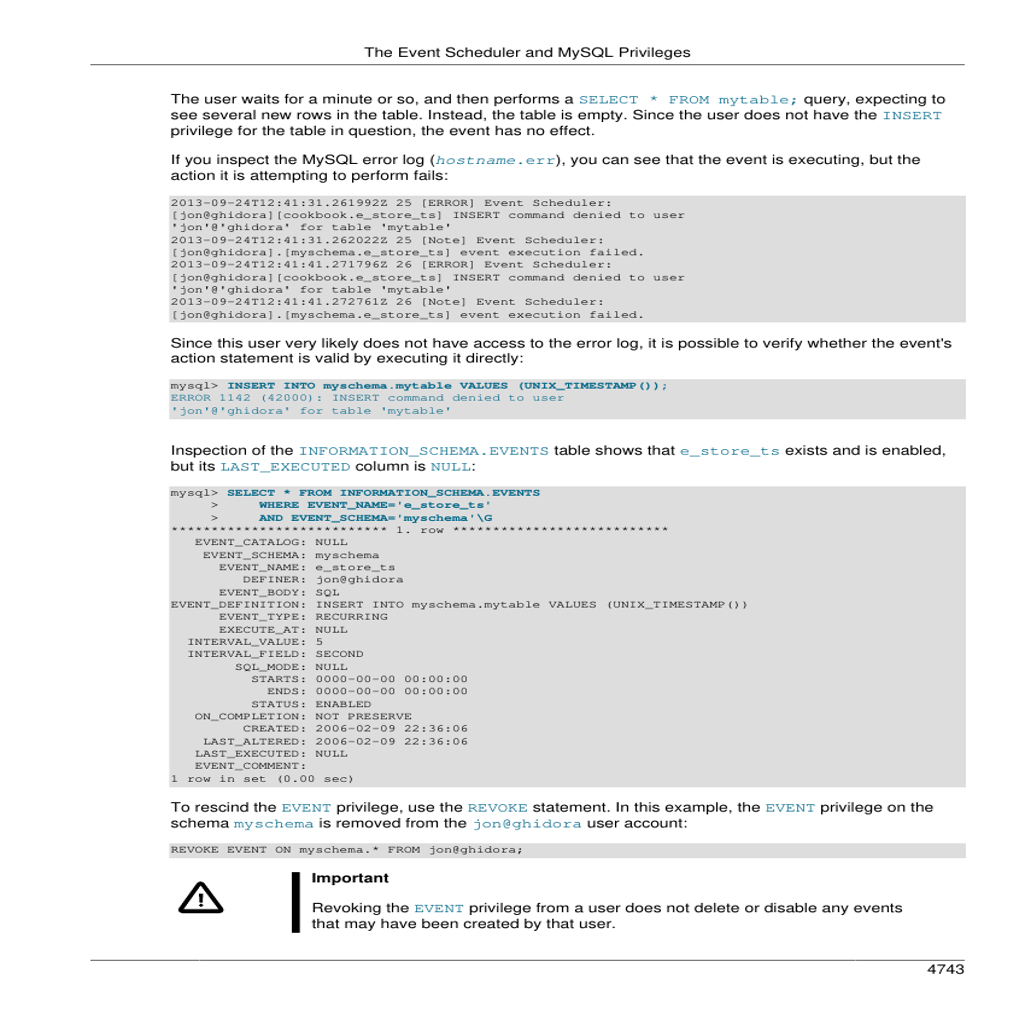 The Event Scheduler and MySQL Privileges
The user waits for a minute or so, and then performs a SELECT * FROM mytable; query, expecting to
see several new rows in the table. Instead, the table is empty. Since the user does not have the INSERT
privilege for the table in question, the event has no effect.
If you inspect the MySQL error log (hostname.err), you can see that the event is executing, but the
action it is attempting to perform fails:
2013-09-24T12:41:31.261992Z 25 [ERROR] Event Scheduler:
[jon@ghidora][cookbook.e_store_ts] INSERT command denied to user
'jon'@'ghidora' for table 'mytable'
2013-09-24T12:41:31.262022Z 25 [Note] Event Scheduler:
[jon@ghidora].[myschema.e_store_ts] event execution failed.
2013-09-24T12:41:41.271796Z 26 [ERROR] Event Scheduler:
[jon@ghidora][cookbook.e_store_ts] INSERT command denied to user
'jon'@'ghidora' for table 'mytable'
2013-09-24T12:41:41.272761Z 26 [Note] Event Scheduler:
[jon@ghidora].[myschema.e_store_ts] event execution failed.
Since this user very likely does not have access to the error log, it is possible to verify whether the event's
action statement is valid by executing it directly:
mysql> INSERT INTO myschema.mytable VALUES (UNIX_TIMESTAMP());
ERROR 1142 (42000): INSERT command denied to user
'jon'@'ghidora' for table 'mytable'
Inspection of the INFORMATION_SCHEMA.EVENTS table shows that e_store_ts exists and is enabled,
but its LAST_EXECUTED column is NULL:
mysql> SELECT * FROM INFORMATION_SCHEMA.EVENTS
     >     WHERE EVENT_NAME='e_store_ts'
     >     AND EVENT_SCHEMA='myschema'\G
*************************** 1. row ***************************
   EVENT_CATALOG: NULL
    EVENT_SCHEMA: myschema
      EVENT_NAME: e_store_ts
         DEFINER: jon@ghidora
      EVENT_BODY: SQL
EVENT_DEFINITION: INSERT INTO myschema.mytable VALUES (UNIX_TIMESTAMP())
      EVENT_TYPE: RECURRING
      EXECUTE_AT: NULL
  INTERVAL_VALUE: 5
  INTERVAL_FIELD: SECOND
        SQL_MODE: NULL
          STARTS: 0000-00-00 00:00:00
            ENDS: 0000-00-00 00:00:00
          STATUS: ENABLED
   ON_COMPLETION: NOT PRESERVE
         CREATED: 2006-02-09 22:36:06
    LAST_ALTERED: 2006-02-09 22:36:06
   LAST_EXECUTED: NULL
   EVENT_COMMENT:
1 row in set (0.00 sec)
To rescind the EVENT privilege, use the REVOKE statement. In this example, the EVENT privilege on the
schema myschema is removed from the jon@ghidora user account:
REVOKE EVENT ON myschema.* FROM jon@ghidora;
Important
Revoking the EVENT privilege from a user does not delete or disable any events
that may have been created by that user.
4743